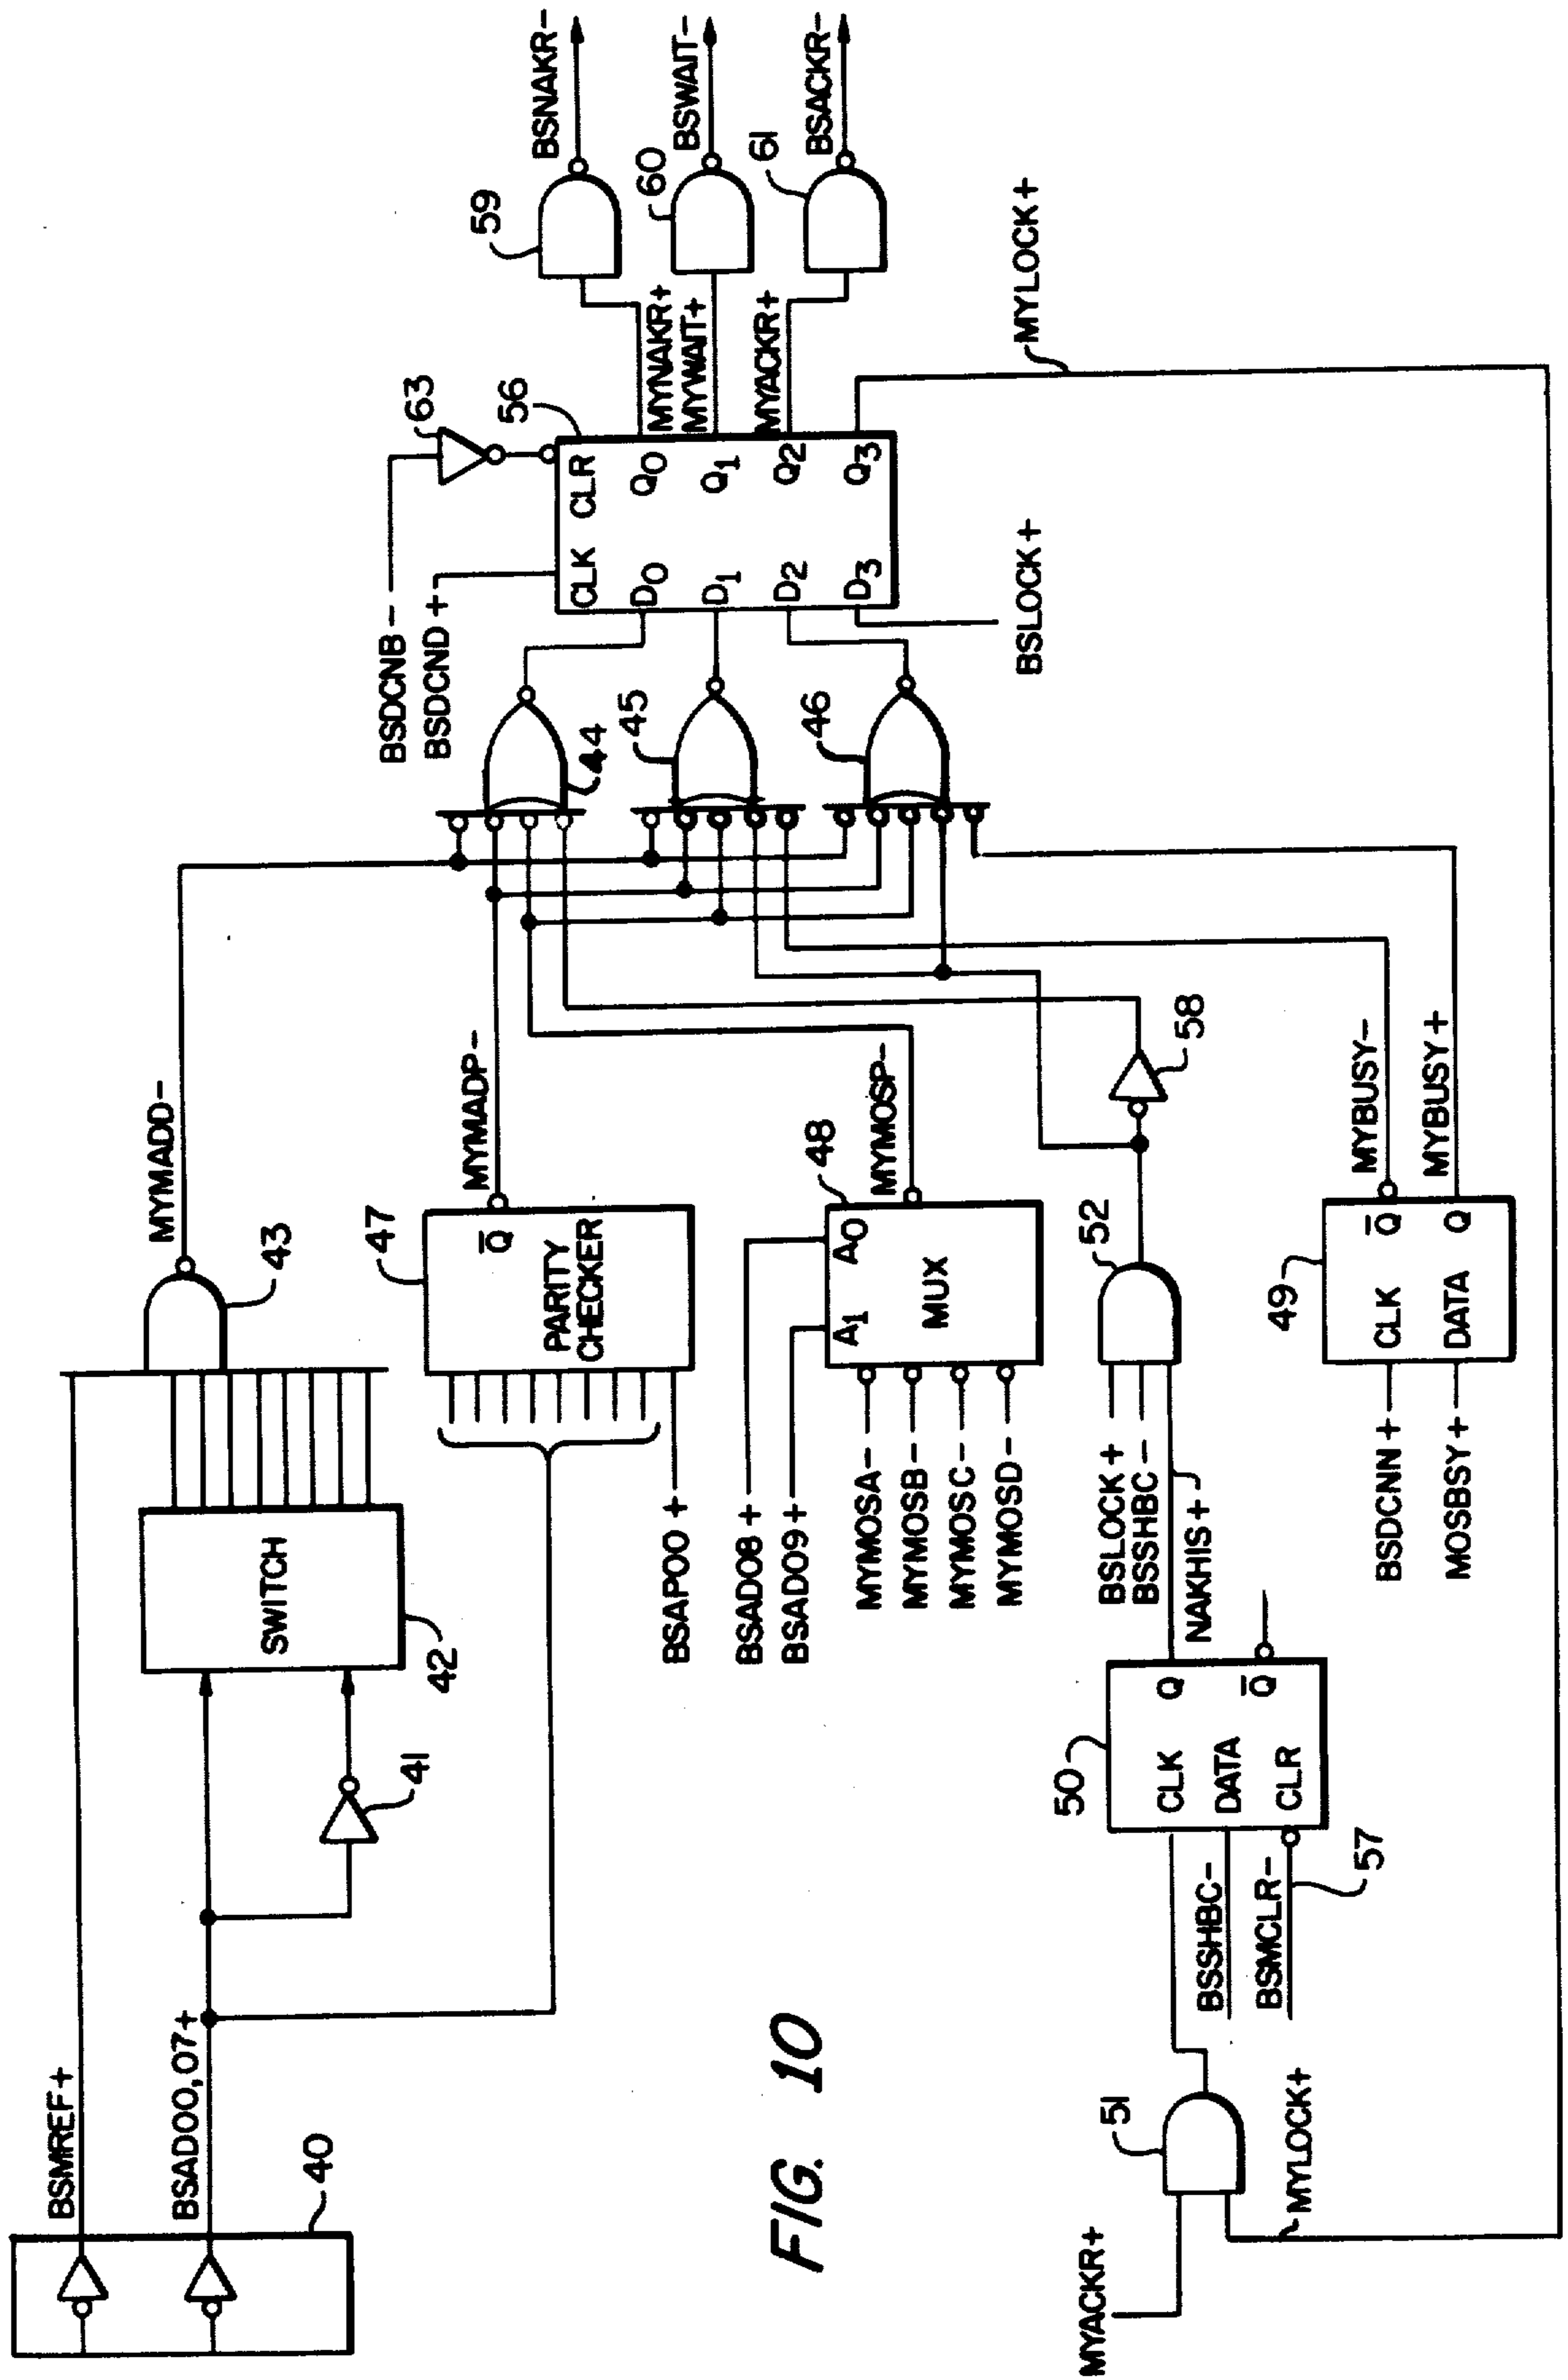 BSMREF+
BSAD00,07+
40
41
SWITCH
42
43
MYMADD-
47
Q
PARITY
CHECKER
MYMADP-
BSAP00+
BSAD08+
BSAD09+
48
A1
A0
MUX
MYMOSP-
MYMOSA-
MYMOSB-
MYMOSC-
MYMOSD-
MYACKR+
MYLOCK+
51
BSSHBC-
BSMCLR-
57
50
CLK
DATA
CLR
Q
Q
NAKHIS+
BSLOCK+
BSSHBC-
52
58
49
BSDCNN+
MOSBSY+
CLK
DATA
Q
Q
MYBUSY-
MYBUSY+
44
45
46
BSDCNB-
BSDCND+
63
56
CLK CLR
D0 Q0
D1 Q1
D2 Q2
D3 Q3
BSLOCK+
MYNAKR+
MYWAIT+
MYACKR+
MYLOCK+
59
60
61
BSNAKR-
BSWAIT-
BSACKR-
FIG. 10